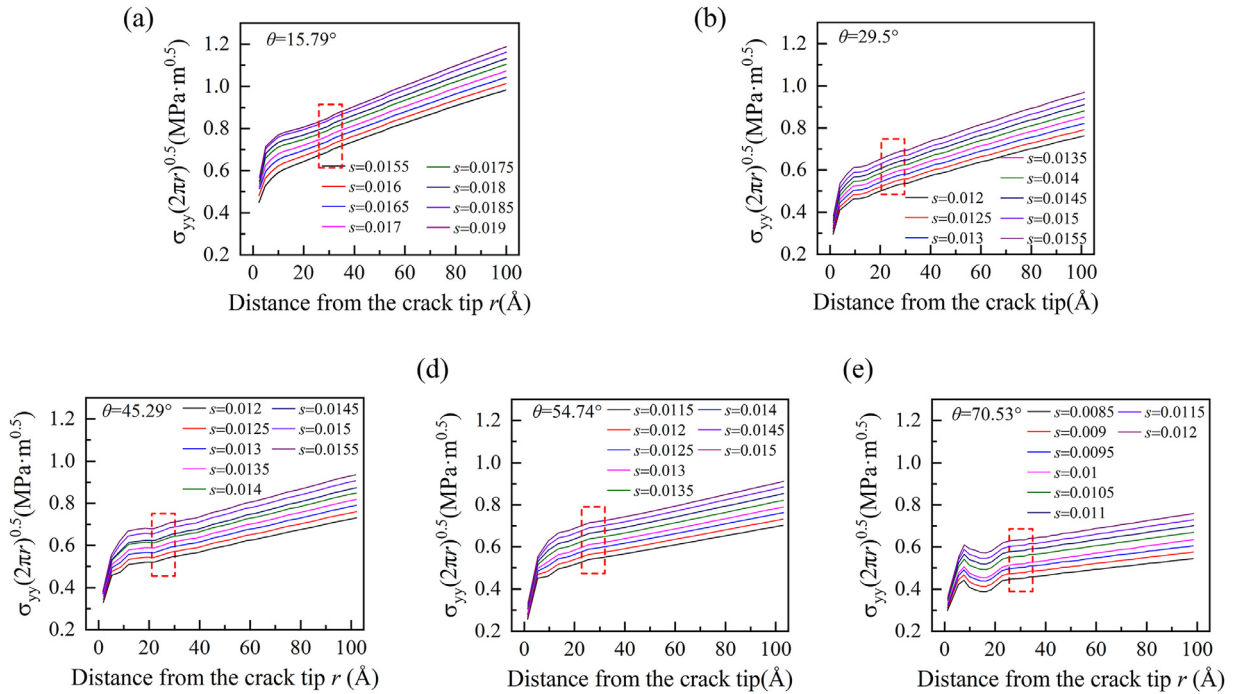 (a)
θ=15.79°
1.2
1.0
0.8
0.6
0.4
0.2
σyy(2πr)^0.5(MPa·m^0.5)
s=0.0155
s=0.016
s=0.0165
s=0.017
s=0.0175
s=0.018
s=0.0185
s=0.019
0 20 40 60 80 100
Distance from the crack tip r(Å)
(b)
θ=29.5°
1.2
1.0
0.8
0.6
0.4
0.2
σyy(2πr)^0.5(MPa·m^0.5)
s=0.012
s=0.0125
s=0.013
s=0.0135
s=0.014
s=0.0145
s=0.015
s=0.0155
0 20 40 60 80 100
Distance from the crack tip(Å)
θ=45.29°
1.2
1.0
0.8
0.6
0.4
0.2
σyy(2πr)^0.5(MPa·m^0.5)
s=0.012
s=0.0125
s=0.013
s=0.0135
s=0.014
s=0.0145
s=0.015
s=0.0155
0 20 40 60 80 100
Distance from the crack tip r (Å)
(d)
θ=54.74°
1.2
1.0
0.8
0.6
0.4
0.2
σyy(2πr)^0.5(MPa·m^0.5)
s=0.0115
s=0.012
s=0.0125
s=0.013
s=0.0135
s=0.014
s=0.0145
s=0.015
0 20 40 60 80 100
Distance from the crack tip(Å)
(e)
θ=70.53°
1.2
1.0
0.8
0.6
0.4
0.2
σyy(2πr)^0.5(MPa·m^0.5)
s=0.0085
s=0.009
s=0.0095
s=0.01
s=0.0105
s=0.011
s=0.0115
s=0.012
0 20 40 60 80 100
Distance from the crack tip r (Å)